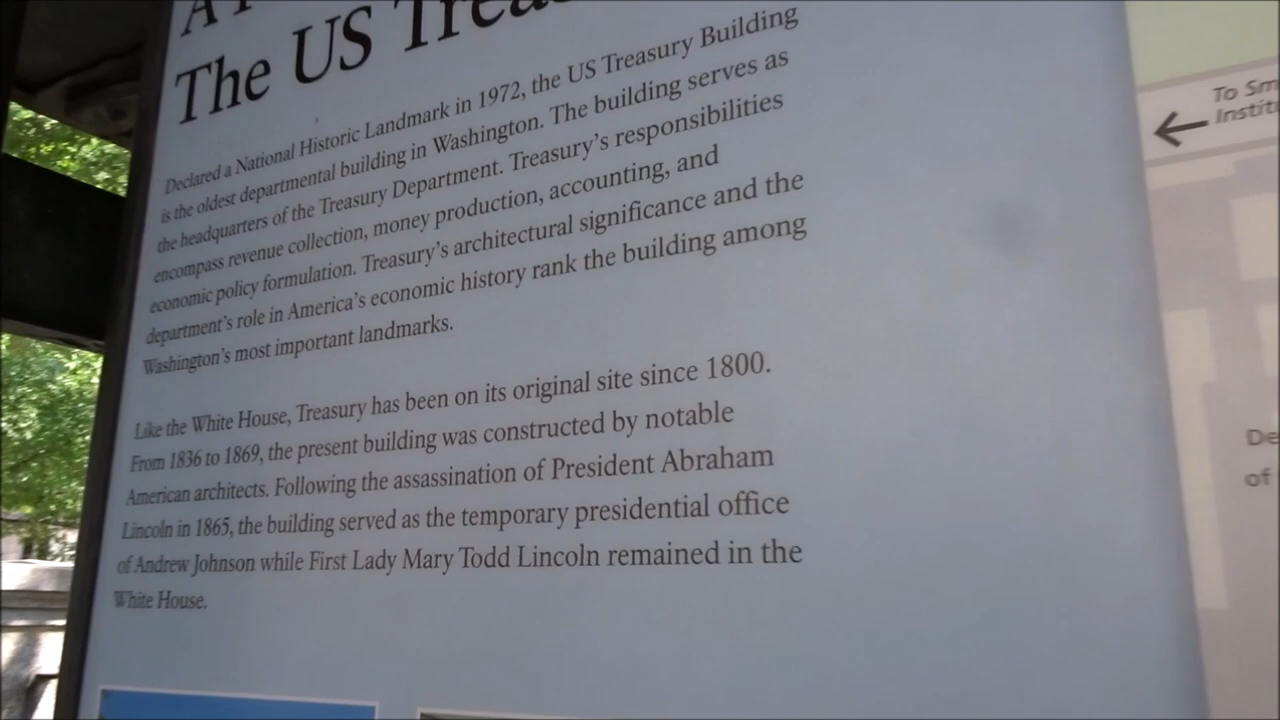 The US
Declared a National Historic Landmark in 1972, the US Treasury Building
is the oldest departmental building in Washington. The building serves as
the headquarters of the Treasury Department. Treasury's responsibilities
encompass revenue collection, money production, accounting, and
economic policy formulation. Treasury's architectural significance and the
department's role in America's economic history rank the building among
Washington's most important landmarks.
Like the White House, Treasury has been on its original site since 1800.
From 1836 to 1869, the present building was constructed by notable
American architects. Following the assassination of President Abraham
Lincoln in 1865, the building served as the temporary presidential office
of Andrew Johnson while First Lady Mary Todd Lincoln remained in the
White House.
To
of